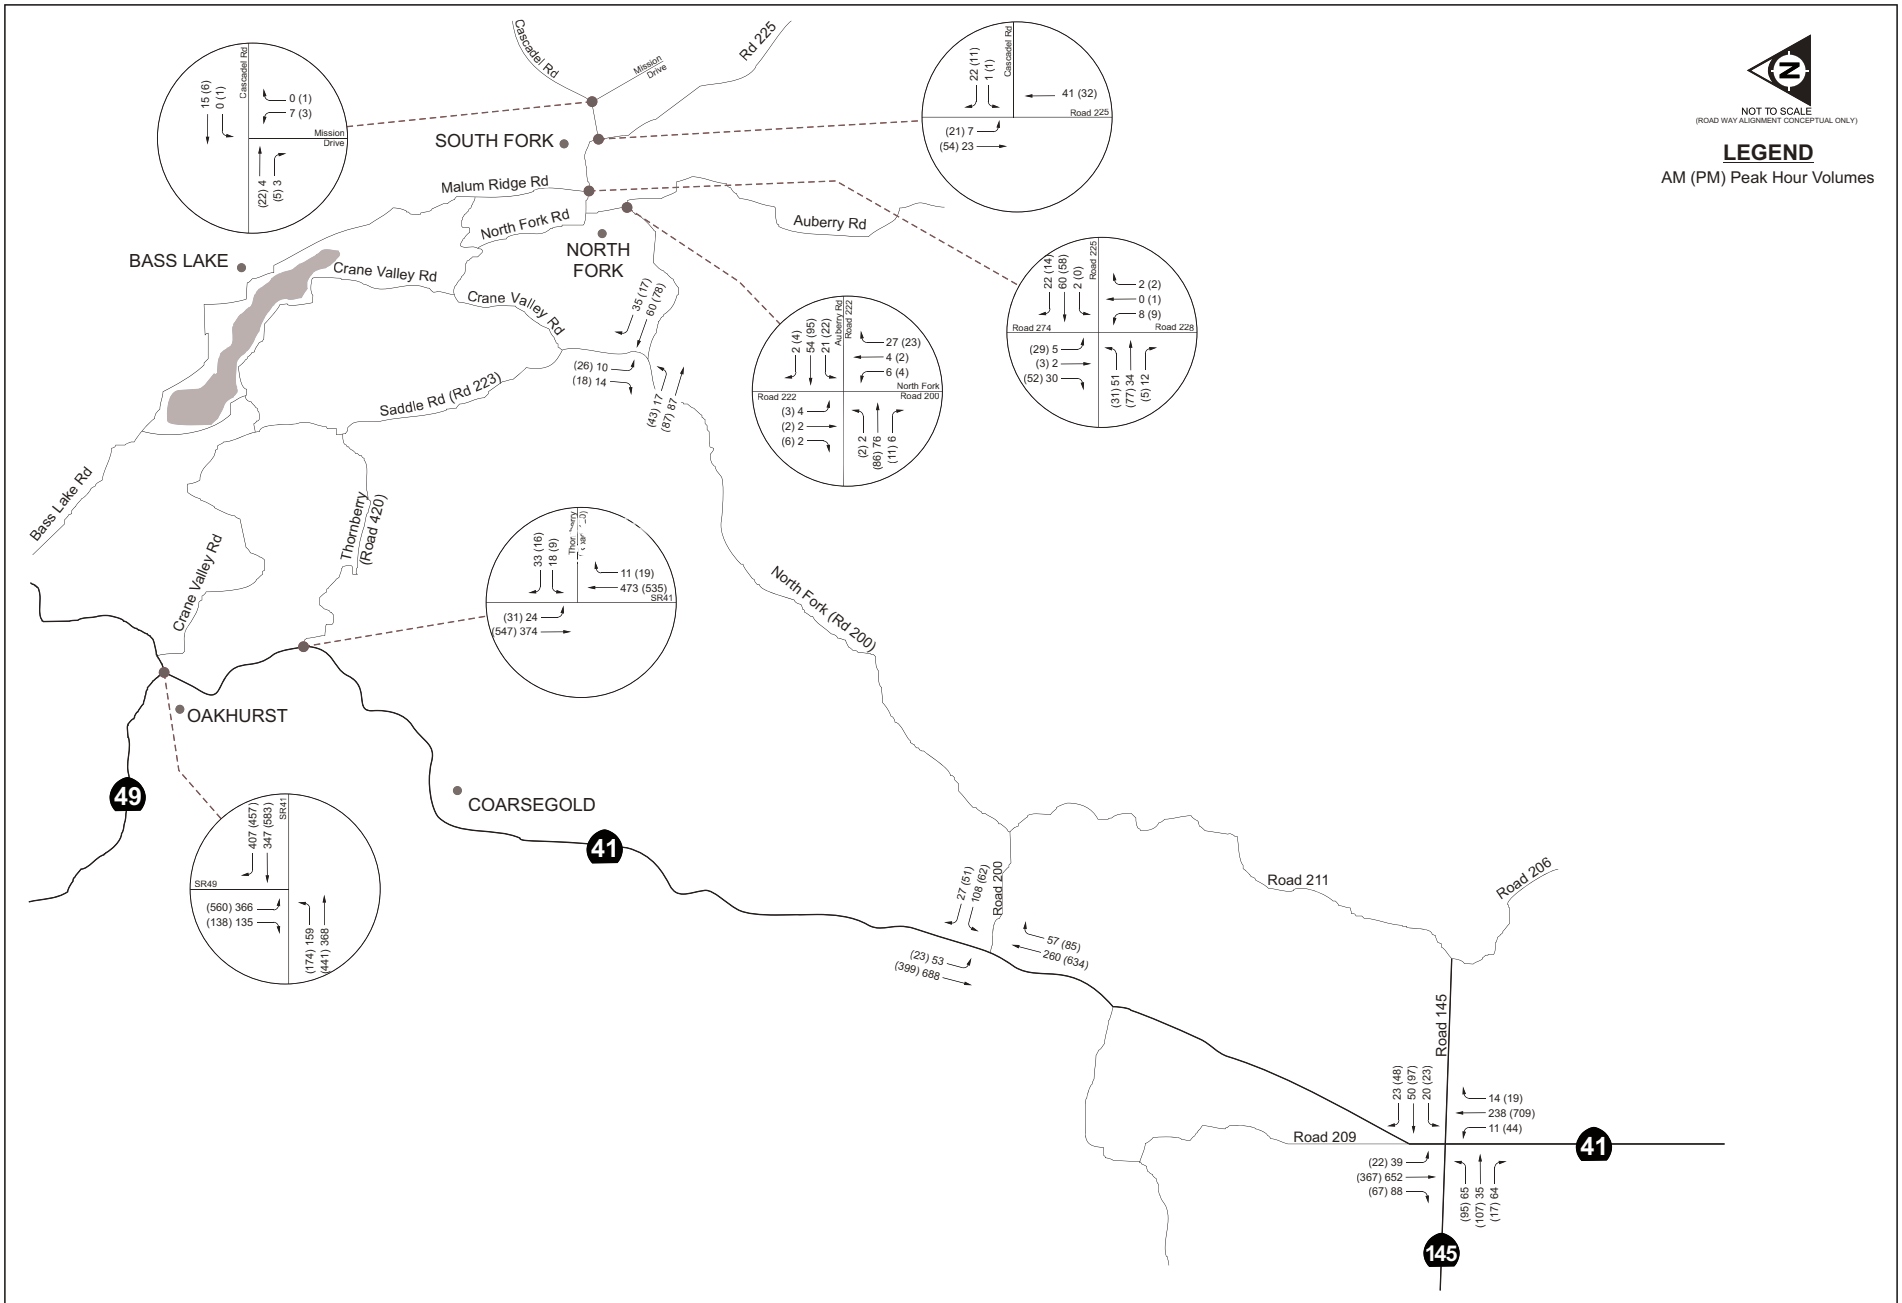 Cascadel Rd
Mission
Drive
Rd 225
NOT TO SCALE
(ROAD WAY ALIGNMENT CONCEPTUAL ONLY)
LEGEND
AM (PM) Peak Hour Volumes
15 (6)
0 (1)
Cascadel Rd
0 (1)
7 (3)
Mission
Drive
(22) 4
(5) 3
22 (11)
1 (1)
Cascadel Rd
41 (32)
Road 225
(21) 7
(54) 23
SOUTH FORK
Malum Ridge Rd
North Fork Rd
NORTH
FORK
Auberry Rd
BASS LAKE
Crane Valley Rd
Crane Valley Rd
22 (14)
60 (58)
2 (0)
Road 225
2 (2)
0 (1)
8 (9)
Road 274
Road 228
(29) 5
(3) 2
(52) 30
(31) 51
(77) 34
(5) 12
2 (4)
54 (95)
21 (22)
Auberry Rd
Road 222
27 (23)
4 (2)
6 (4)
North Fork
Road 200
Road 222
(3) 4
(2) 2
(6) 2
(2) 2
(86) 76
(11) 6
35 (17)
60 (78)
(26) 10
(18) 14
(43) 17
(87) 87
Saddle Rd (Rd 223)
Bass Lake Rd
Thornberry
(Road 420)
Crane Valley Rd
33 (16)
18 (9)
11 (19)
473 (535)
SR41
(31) 24
(547) 374
North Fork (Rd 200)
OAKHURST
49
COARSEGOLD
41
407 (457)
347 (583)
SR41
SR49
(560) 366
(138) 135
(174) 159
(441) 368
27 (51)
108 (62)
Road 200
57 (85)
260 (634)
(23) 53
(399) 688
Road 211
Road 206
Road 145
23 (48)
50 (97)
20 (23)
14 (19)
238 (709)
11 (44)
Road 209
41
(22) 39
(367) 652
(67) 88
(95) 65
(107) 35
(17) 64
145